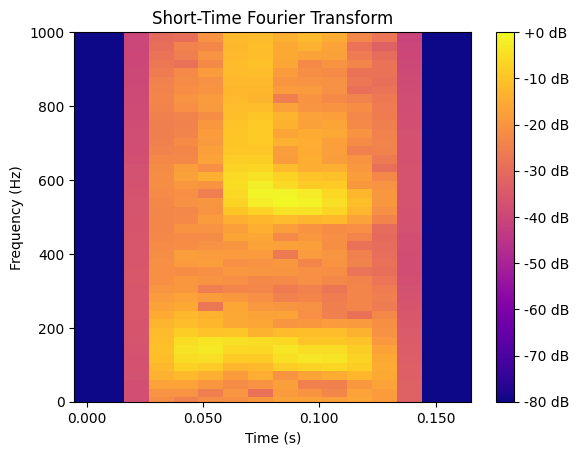 Short-Time Fourier Transform
1000
800
600
400
200
0
Frequency (Hz)
0.000
0.050
0.100
0.150
Time (s)
+0 dB
-10 dB
-20 dB
-30 dB
-40 dB
-50 dB
-60 dB
-70 dB
-80 dB